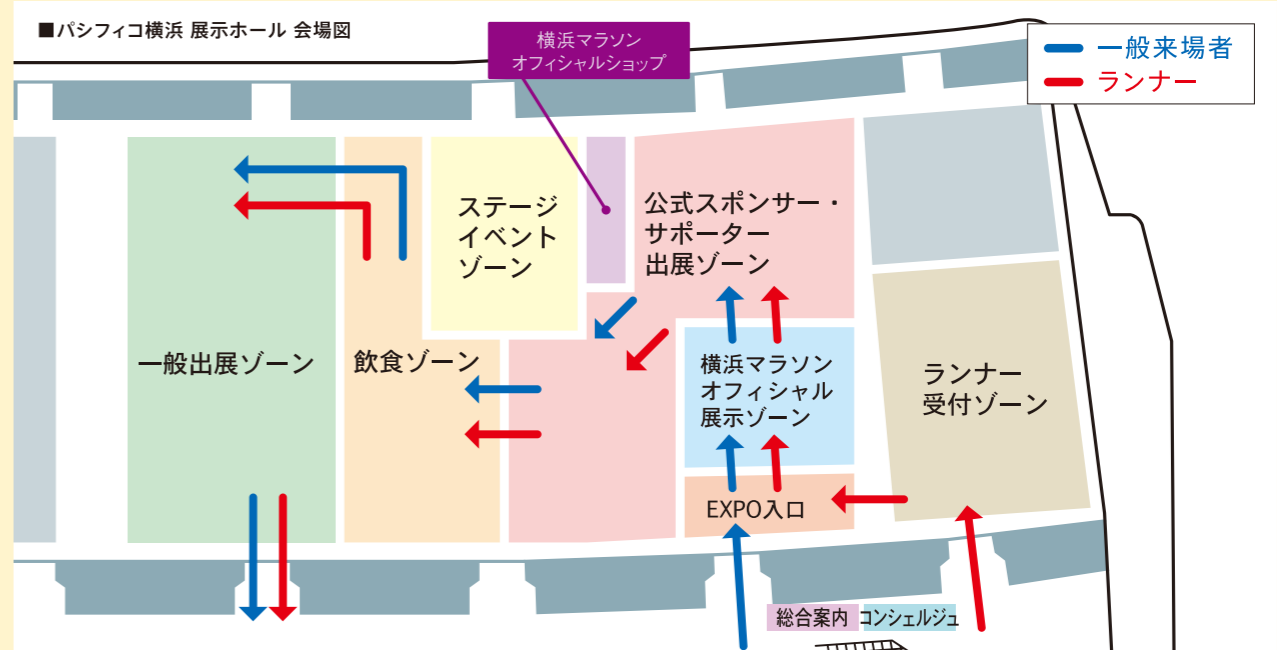 ■パシフィコ横浜 展示ホール 会場図
横浜マラソン
オフィシャルショップ
一般来場者
ランナー
ステージ
イベント
ゾーン
公式スポンサー・
サポーター
出展ゾーン
一般出展ゾーン
飲食ゾーン
横浜マラソン
オフィシャル
展示ゾーン
ランナー
受付ゾーン
EXPO入口
総合案内
コンシェルジュ